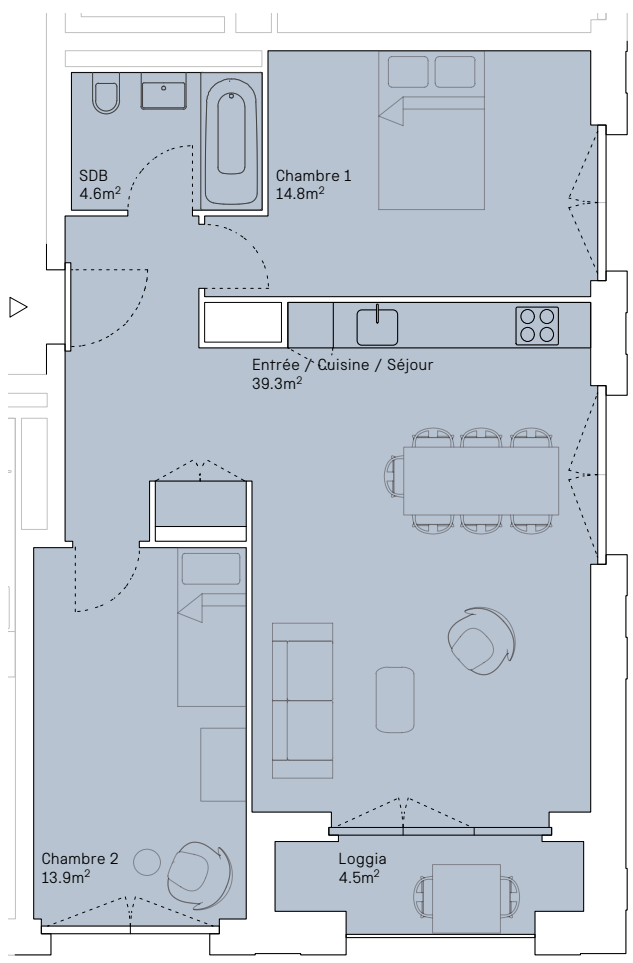 SDB
4.6m²
Chambre 1
14.8m²
Entrée / Cuisine / Séjour
39.3m²
Chambre 2
13.9m²
Loggia
4.5m²